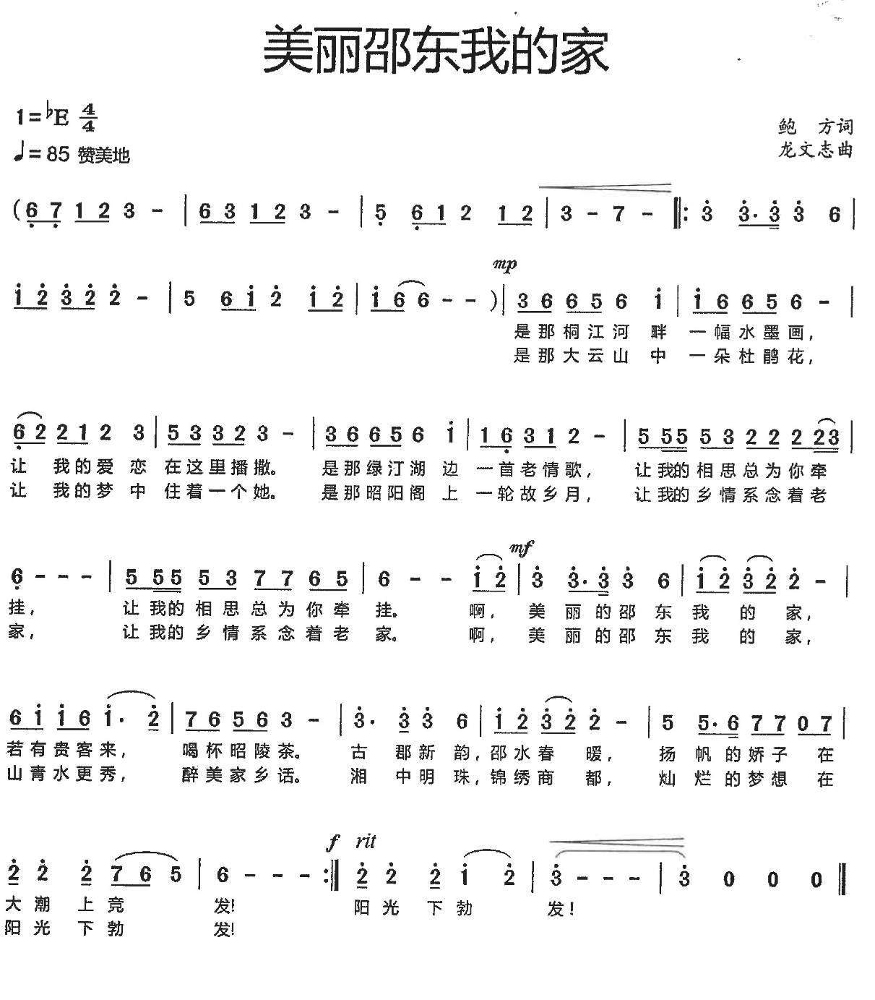 美丽邵东我的家
1=♭E 4/4
♩=85 赞美地
鲍 方词
龙文志曲
(6̣ 7̣ 1 2 3 - | 6 3 1 2 3 - | 5̣ 6̣ 1 2 1 2 | 3 - 7 - ‖: 3̇ 3̇· 3̇ 3̇ 6 |
mp
1̇ 2̇ 3̇ 2̇ 2̇ - | 5 6 1̇ 2̇ 1̇ 2̇ | 1̇ 6 6 - - )| 3 6 6 5 6 1̇ | 1̇ 6 6 5 6 - |
是那桐江河 畔 一幅水墨画，
是那大云山 中 一朵杜鹃花，
6̣ 2 2 1 2 3 | 5 3 3 2 3 - | 3 6 6 5 6 1̇ | 1 6̣ 3 1 2 - | 5 5 5 5 3 2 2 2 2 3 |
让 我的爱 恋 在这里播撒。 是那绿汀湖 边 一首老情歌， 让我的相思总为你牵
让 我的梦 中 住着一个她。 是那昭阳阁 上 一轮故乡月， 让我的乡情系念着老
mf
6̣ - - - | 5 5 5 5 3 7 7 6 5 | 6 - - 1̇ 2̇ | 3̇ 3̇· 3̇ 3̇ 6 | 1̇ 2̇ 3̇ 2̇ 2̇ - |
挂， 让我的相思总为你牵 挂。 啊， 美 丽的邵 东 我 的 家，
家， 让我的乡情系念着老 家。 啊， 美 丽的邵 东 我 的 家，
6 1̇ 1̇ 6 1̇· 2̇ | 7 6 5 6 3 - | 3̇· 3̇ 3̇ 6 | 1̇ 2̇ 3̇ 2̇ 2̇ - | 5 5· 6 7 7 0 7 |
若有贵客来， 喝杯昭陵茶。 古 郡新 韵，邵水春 暖， 扬 帆的娇子 在
山青水更秀， 醉美家乡话。 湘 中明 珠，锦绣商 都， 灿 烂的梦想 在
f rit
2̇ 2̇ 2̇ 7 6 5 | 6 - - - :‖ 2̇ 2̇ 2̇ 1̇ 2̇ | 3̇ - - - | 3̇ 0 0 0 ‖
大潮 上竞 发! 阳光 下勃 发!
阳光 下勃 发!